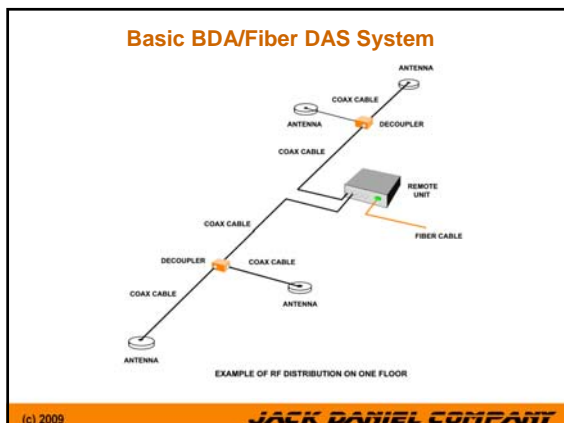 Basic BDA/Fiber DAS System
ANTENNA
COAX CABLE
ANTENNA
DECOUPLER
COAX CABLE
REMOTE
UNIT
COAX CABLE
FIBER CABLE
DECOUPLER
COAX CABLE
COAX CABLE
ANTENNA
ANTENNA
EXAMPLE OF RF DISTRIBUTION ON ONE FLOOR
(c) 2009
JACK DANIEL COMPANY